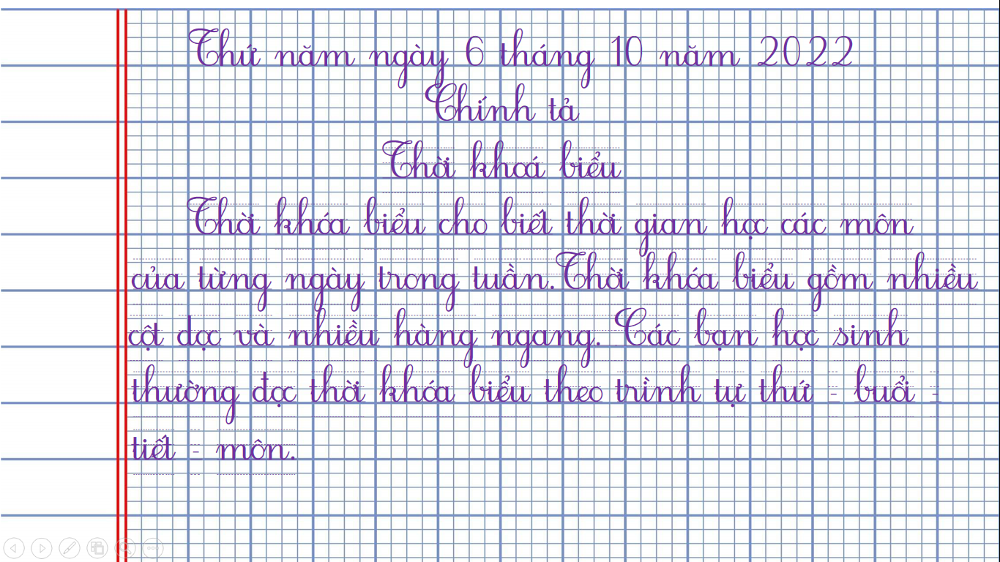 Thứ năm ngày 6 tháng 10 năm 2022
Chính tả
Thời khoá biểu
Thời khóa biểu cho biết thời gian học các môn
của từng ngày trong tuần.Thời khóa biểu gồm nhiều
cột dọc và nhiều hàng ngang. Các bạn học sinh
thường đọc thời khóa biểu theo trình tự thứ - buổi -
tiết - môn.